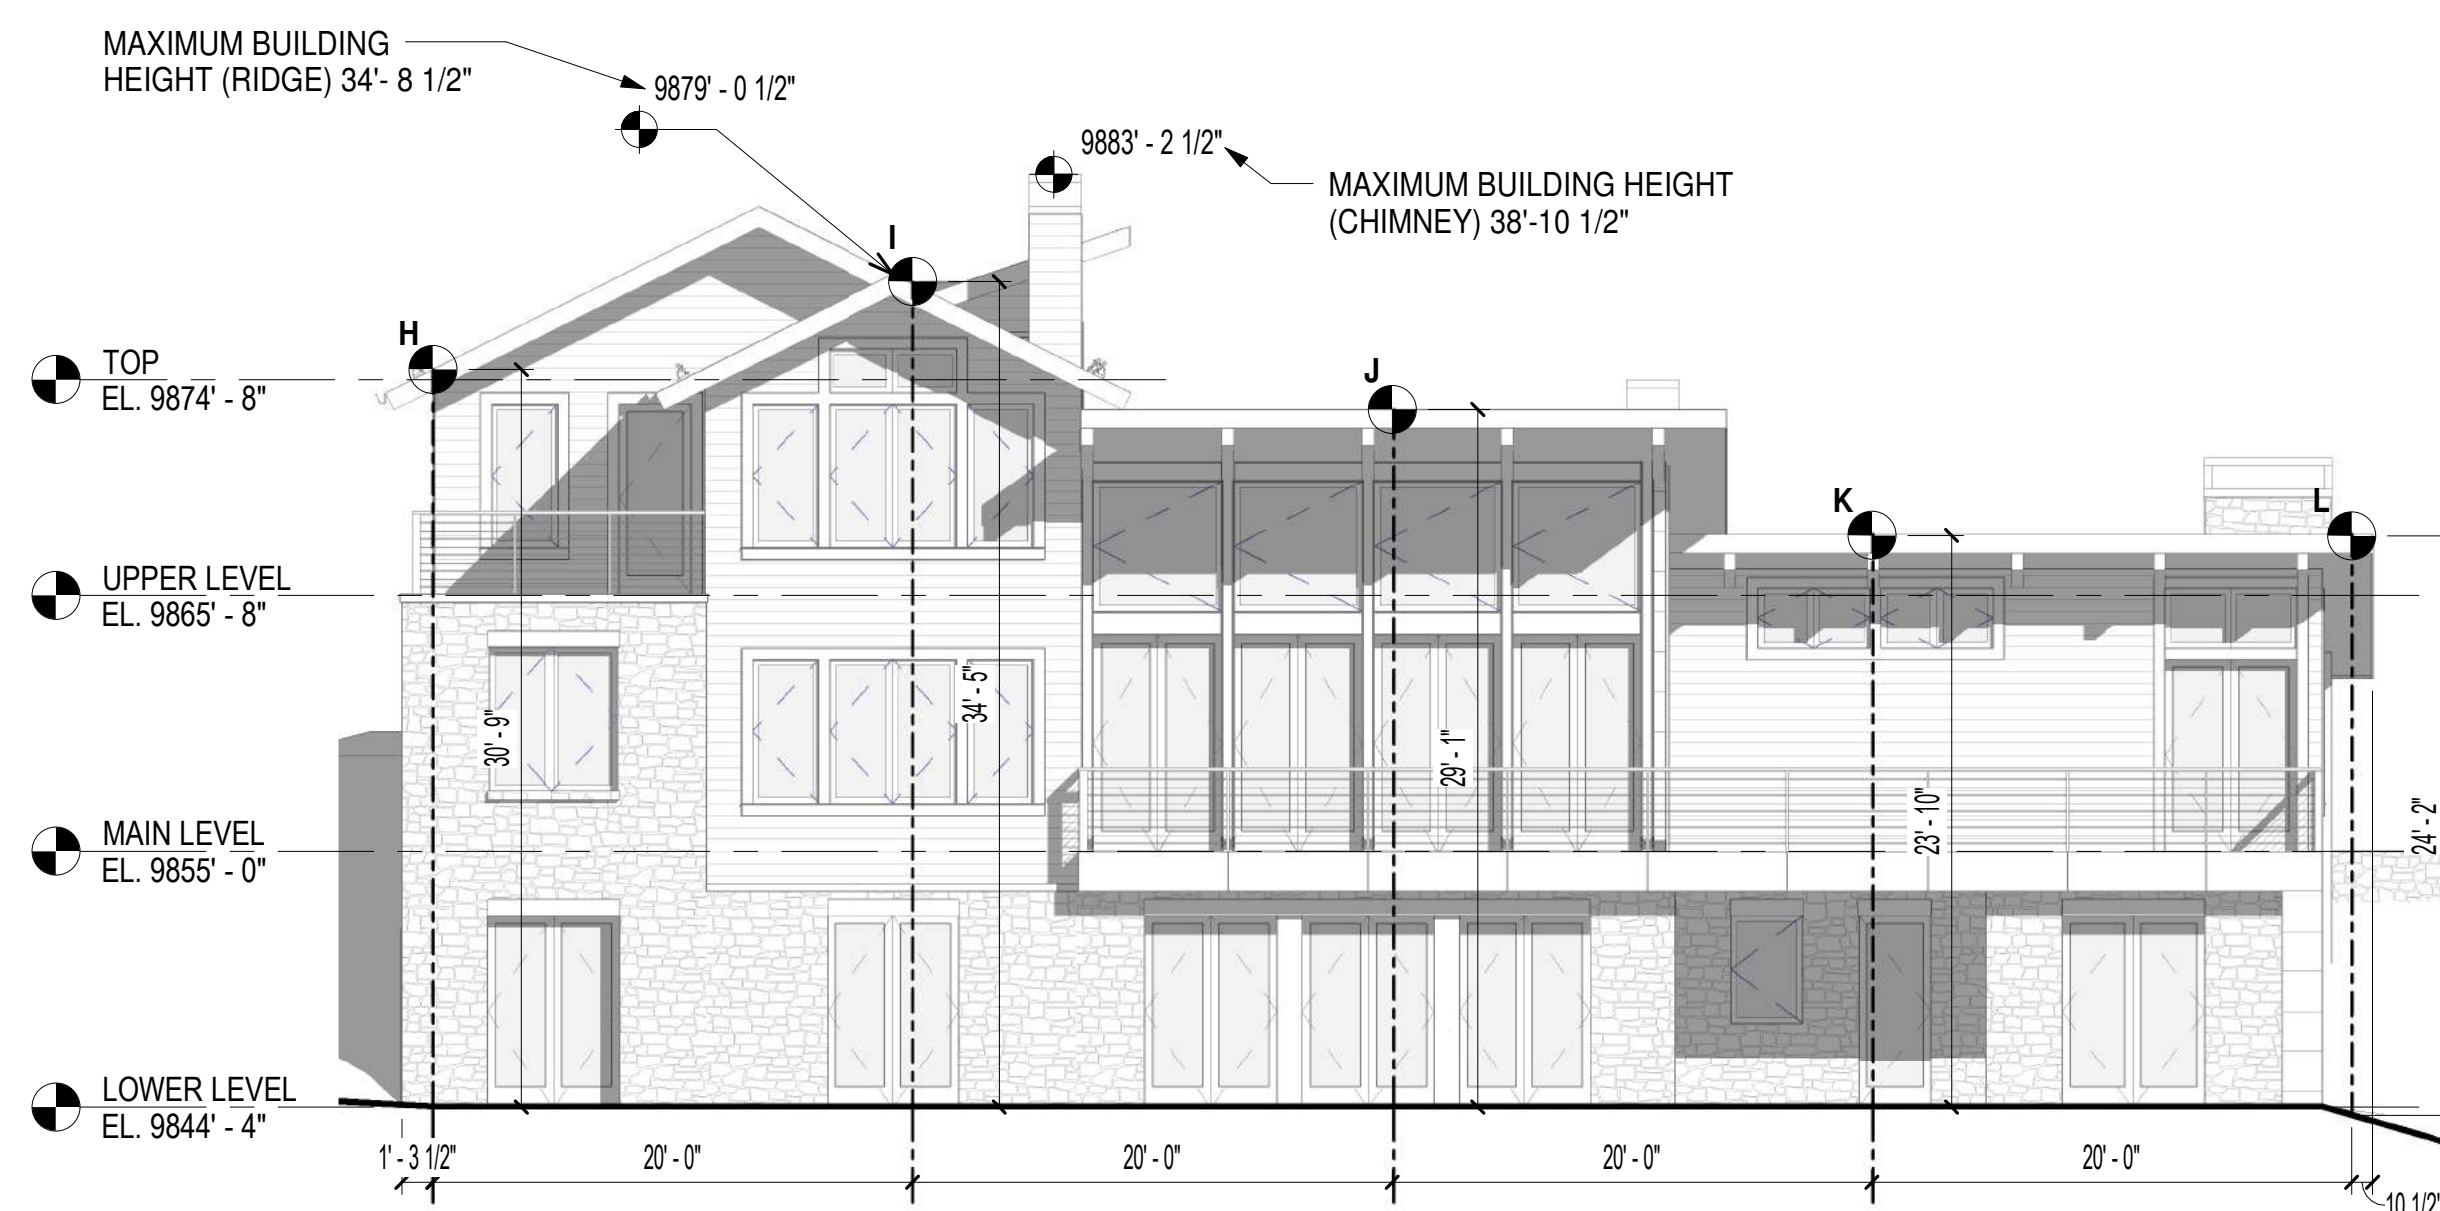 MAXIMUM BUILDING
HEIGHT (RIDGE) 34'- 8 1/2"
9879' - 0 1/2"
9883' - 2 1/2"
MAXIMUM BUILDING HEIGHT
(CHIMNEY) 38'-10 1/2"
I
H
TOP
EL. 9874' - 8"
J
K
L
UPPER LEVEL
EL. 9865' - 8"
30' - 9"
34' - 5"
29' - 1"
23' - 10"
24' - 2"
MAIN LEVEL
EL. 9855' - 0"
LOWER LEVEL
EL. 9844' - 4"
1' - 3 1/2"
20' - 0"
20' - 0"
20' - 0"
20' - 0"
10 1/2"